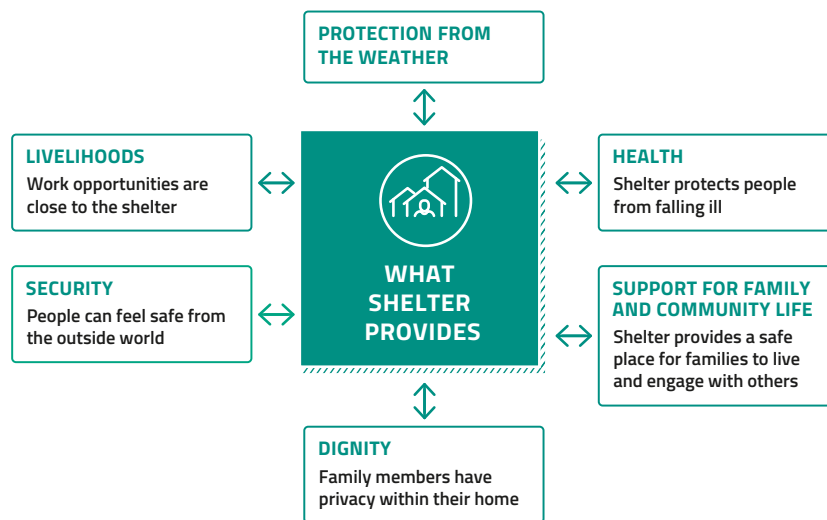 PROTECTION FROM
THE WEATHER
LIVELIHOODS
Work opportunities are
close to the shelter
HEALTH
Shelter protects people
from falling ill
WHAT
SHELTER
PROVIDES
SECURITY
People can feel safe from
the outside world
SUPPORT FOR FAMILY
AND COMMUNITY LIFE
Shelter provides a safe
place for families to live
and engage with others
DIGNITY
Family members have
privacy within their home